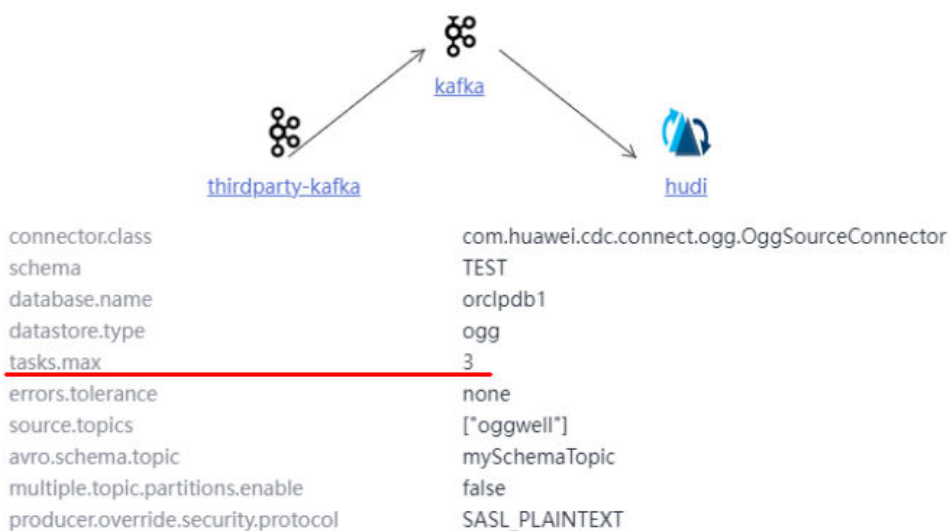 kafka
thirdparty-kafka
hudi
connector.class com.huawei.cdc.connect.ogg.OggSourceConnector
schema TEST
database.name orclpdb1
datastore.type ogg
tasks.max 3
errors.tolerance none
source.topics ["oggwell"]
avro.schema.topic mySchemaTopic
multiple.topic.partitions.enable false
producer.override.security.protocol SASL_PLAINTEXT